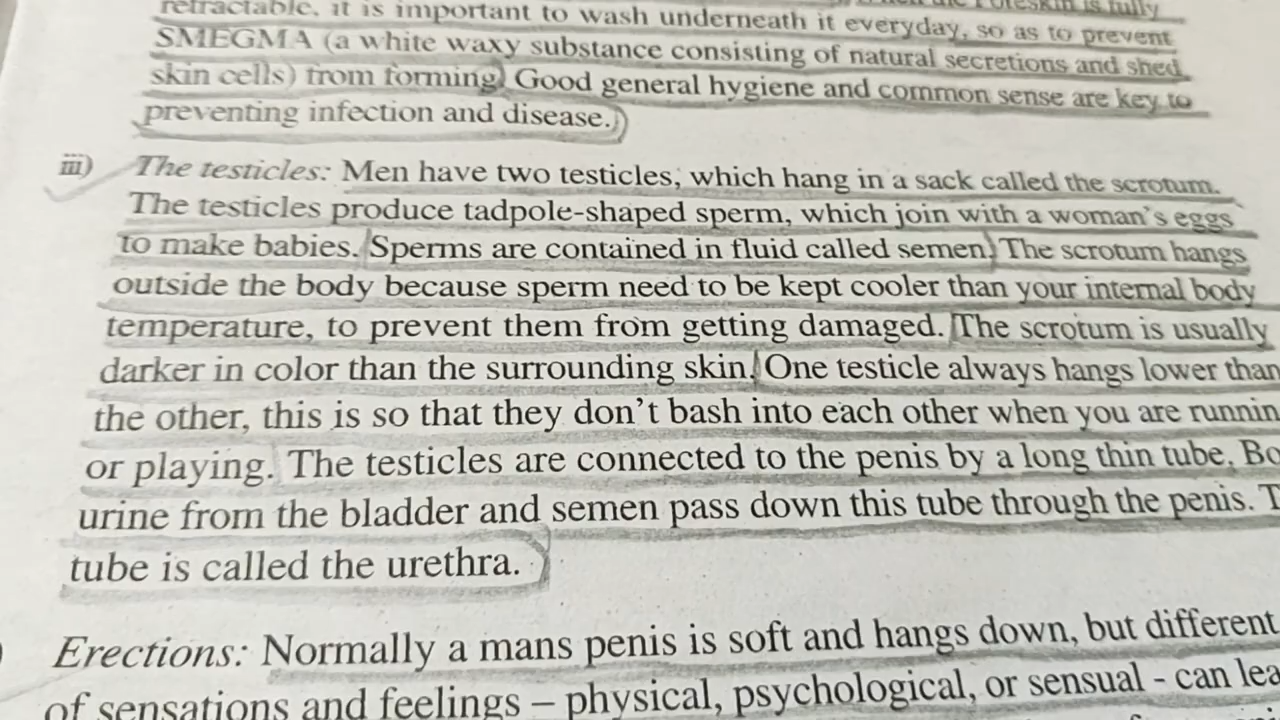 Foreskin is fully
retractable, it is important to wash underneath it everyday, so as to prevent
SMEGMA (a white waxy substance consisting of natural secretions and shed
skin cells) from forming. Good general hygiene and common sense are key to
preventing infection and disease.
iii) The testicles: Men have two testicles, which hang in a sack called the scrotum.
The testicles produce tadpole-shaped sperm, which join with a woman's eggs
to make babies. Sperms are contained in fluid called semen. The scrotum hangs
outside the body because sperm need to be kept cooler than your internal body
temperature, to prevent them from getting damaged. The scrotum is usually
darker in color than the surrounding skin. One testicle always hangs lower than
the other, this is so that they don't bash into each other when you are runnin
or playing. The testicles are connected to the penis by a long thin tube. Bo
urine from the bladder and semen pass down this tube through the penis. T
tube is called the urethra.
) Erections: Normally a mans penis is soft and hangs down, but different
of sensations and feelings – physical, psychological, or sensual - can lea